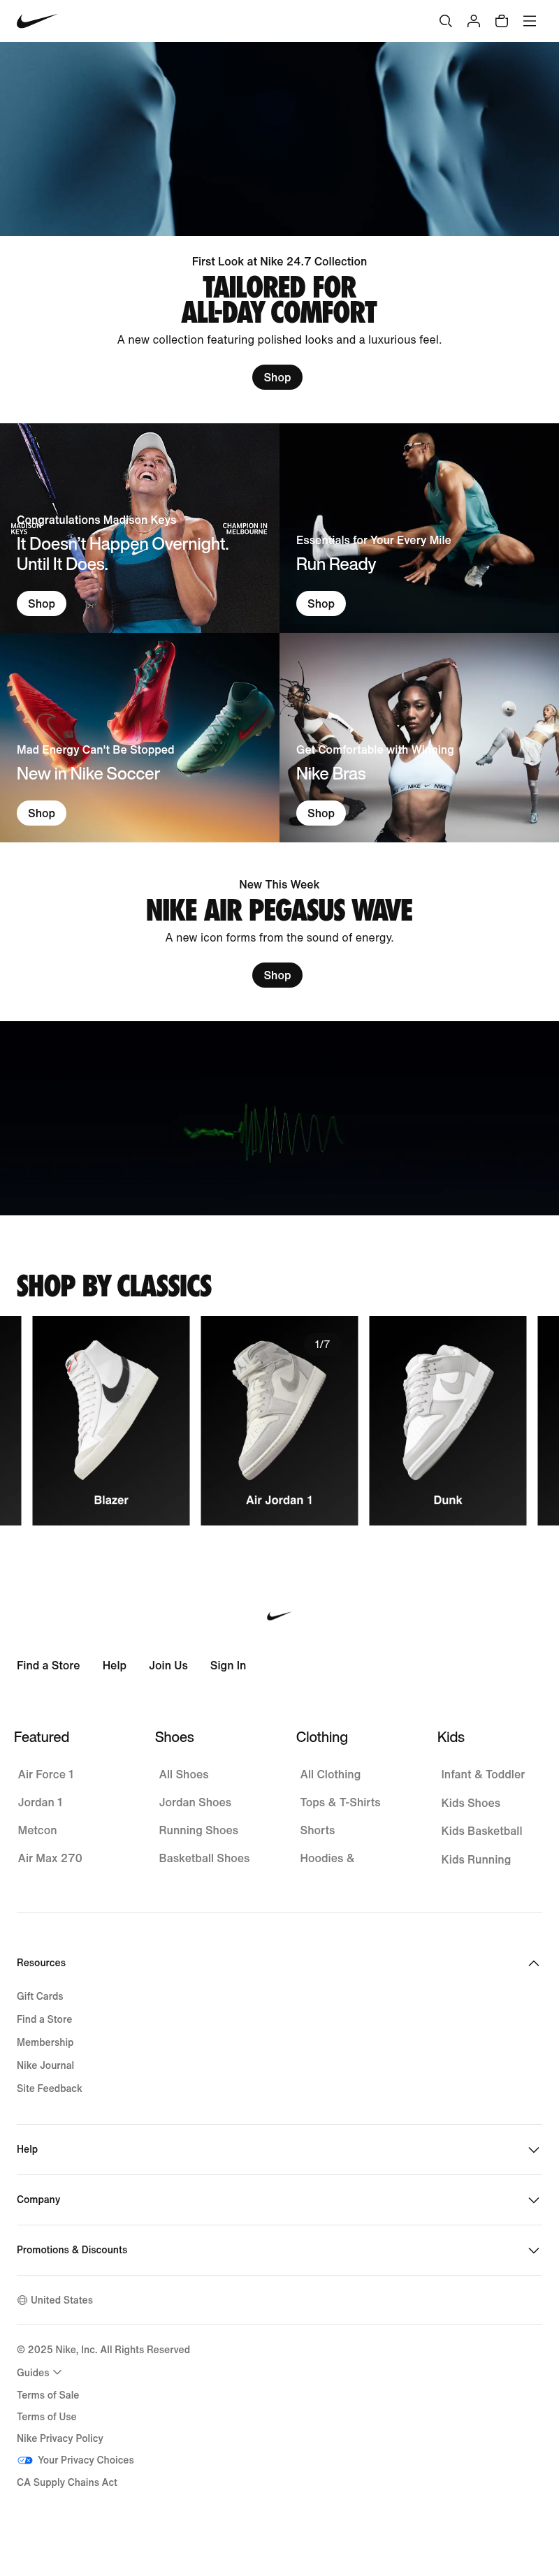 First Look at Nike 24.7 Collection
TAILORED FOR
ALL-DAY COMFORT
A new collection featuring polished looks and a luxurious feel.
Shop
MADISON
KEYS
CHAMPION IN
MELBOURNE
Congratulations Madison Keys
It Doesn't Happen Overnight.
Until It Does.
Shop
Essentials for Your Every Mile
Run Ready
Shop
Mad Energy Can't Be Stopped
New in Nike Soccer
Shop
Get Comfortable with Winning
Nike Bras
NIKE NIKE
Shop
New This Week
NIKE AIR PEGASUS WAVE
A new icon forms from the sound of energy.
Shop
SHOP BY CLASSICS
1/7
Blazer
Air Jordan 1
Dunk
Find a Store Help Join Us Sign In
Featured
Air Force 1
Jordan 1
Metcon
Air Max 270
Shoes
All Shoes
Jordan Shoes
Running Shoes
Basketball Shoes
Clothing
All Clothing
Tops & T-Shirts
Shorts
Hoodies &
Kids
Infant & Toddler
Kids Shoes
Kids Basketball
Kids Running
Resources
Gift Cards
Find a Store
Membership
Nike Journal
Site Feedback
Help
Company
Promotions & Discounts
United States
© 2025 Nike, Inc. All Rights Reserved
Guides
Terms of Sale
Terms of Use
Nike Privacy Policy
Your Privacy Choices
CA Supply Chains Act